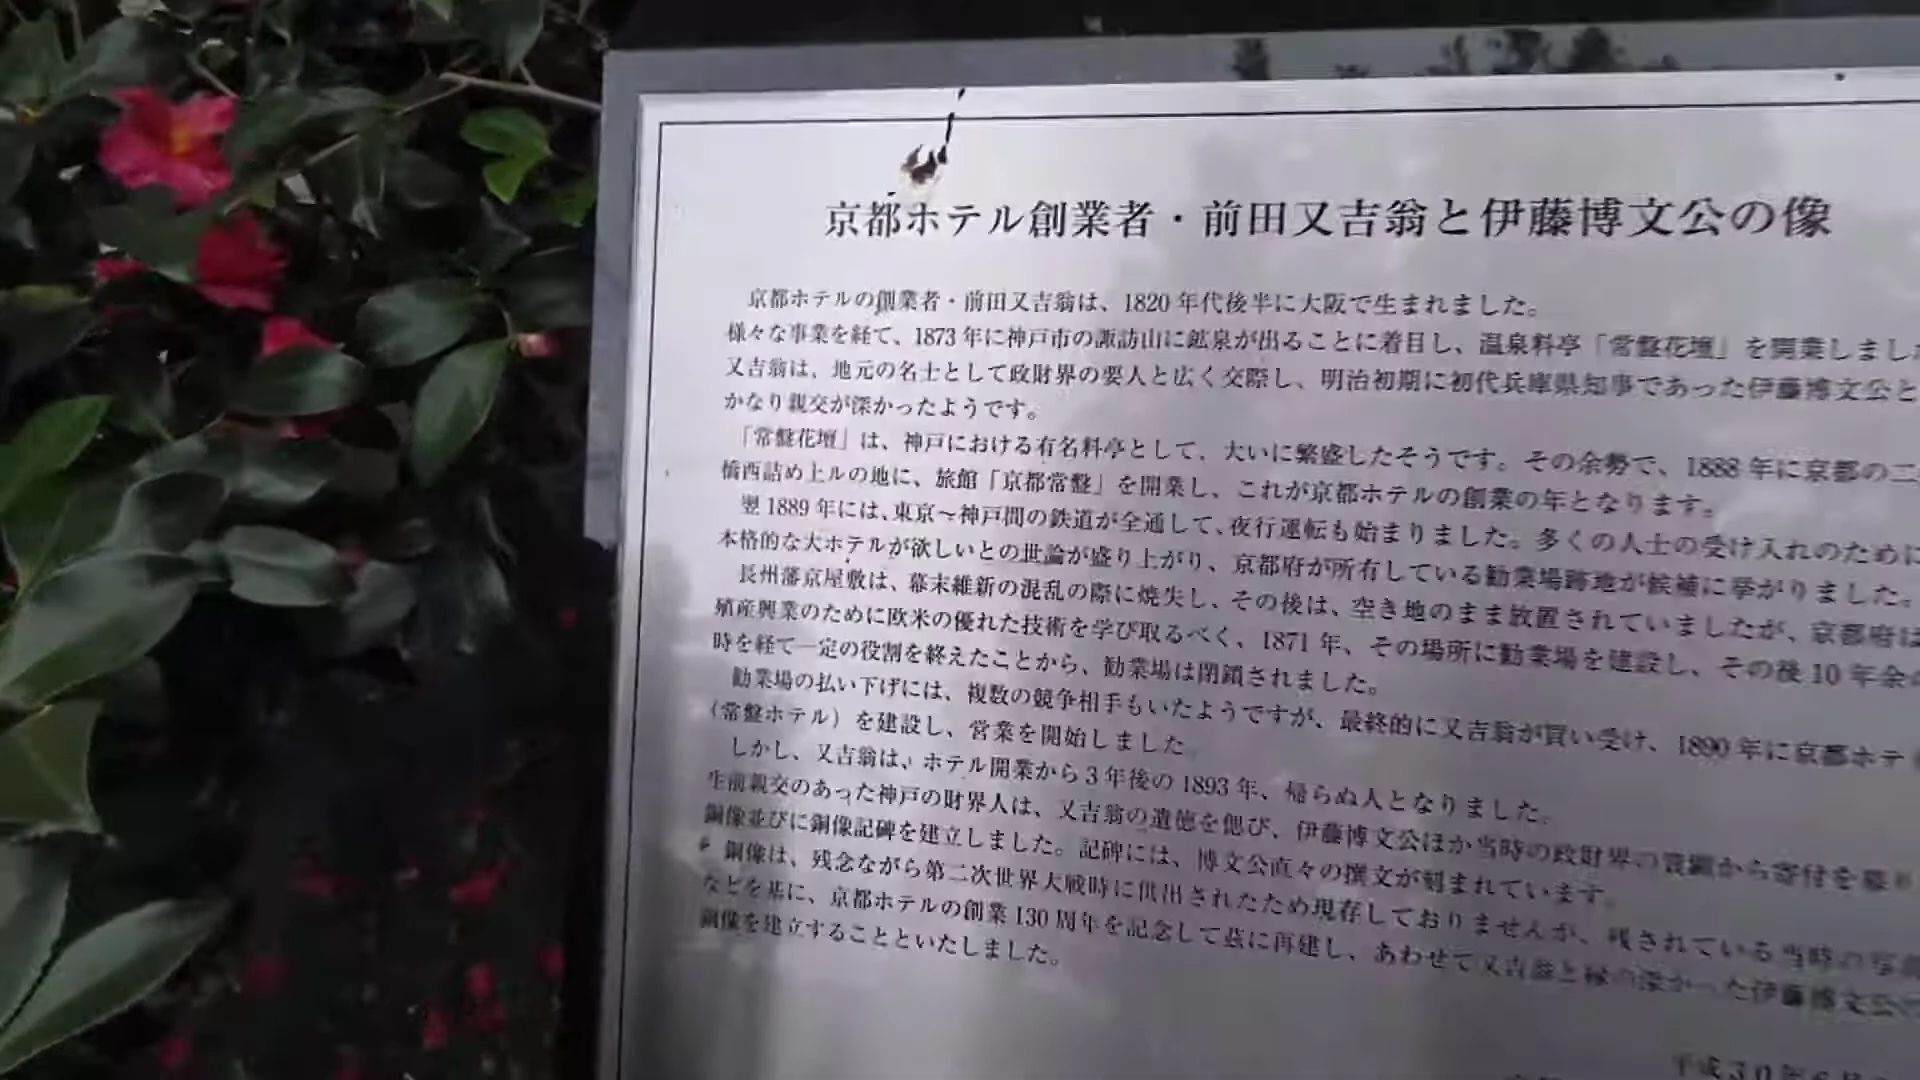 京都ホテル創業者・前田又吉翁と伊藤博文公の像
京都ホテルの創業者・前田又吉翁は、1820年代後半に大阪で生まれました。
様々な事業を経て、1873年に神戸市の諏訪山に鉱泉が出ることに着目し、温泉料亭「常盤花壇」を開業しまし
又吉翁は、地元の名士として政財界の要人と広く交際し、明治初期に初代兵庫県知事であった伊藤博文公と
かなり親交が深かったようです。
「常盤花壇」は、神戸における有名料亭として、大いに繁盛したそうです。その余勢で、1888年に京都の二
橋西詰め上ルの地に、旅館「京都常盤」を開業し、これが京都ホテルの創業の年となります。
翌1889年には、東京〜神戸間の鉄道が全通して、夜行運転も始まりました。多くの人士の受け入れのために
本格的な大ホテルが欲しいとの世論が盛り上がり、京都府が所有している勧業場跡地が候補に挙がりました。
長州藩京屋敷は、幕末維新の混乱の際に焼失し、その後は、空き地のまま放置されていましたが、京都府は
殖産興業のために欧米の優れた技術を学び取るべく、1871年、その場所に勧業場を建設し、その後10年余の
時を経て一定の役割を終えたことから、勧業場は閉鎖されました。
勧業場の払い下げには、複数の競争相手もいたようですが、最終的に又吉翁が買い受け、1890年に京都ホテ
（常盤ホテル）を建設し、営業を開始しました。
しかし、又吉翁は、ホテル開業から3年後の1893年、帰らぬ人となりました。
生前親交のあった神戸の財界人は、又吉翁の遺徳を偲び、伊藤博文公ほか当時の政財界の貴顕から寄付を募り
銅像並びに銅像記碑を建立しました。記碑には、博文公直々の撰文が刻まれています。
銅像は、残念ながら第二次世界大戦時に供出されたため現存しておりませんが、残されている当時の写真
などを基に、京都ホテルの創業130周年を記念して茲に再建し、あわせて又吉翁と縁の深かった伊藤博文公の
銅像を建立することといたしました。
平成30年6月